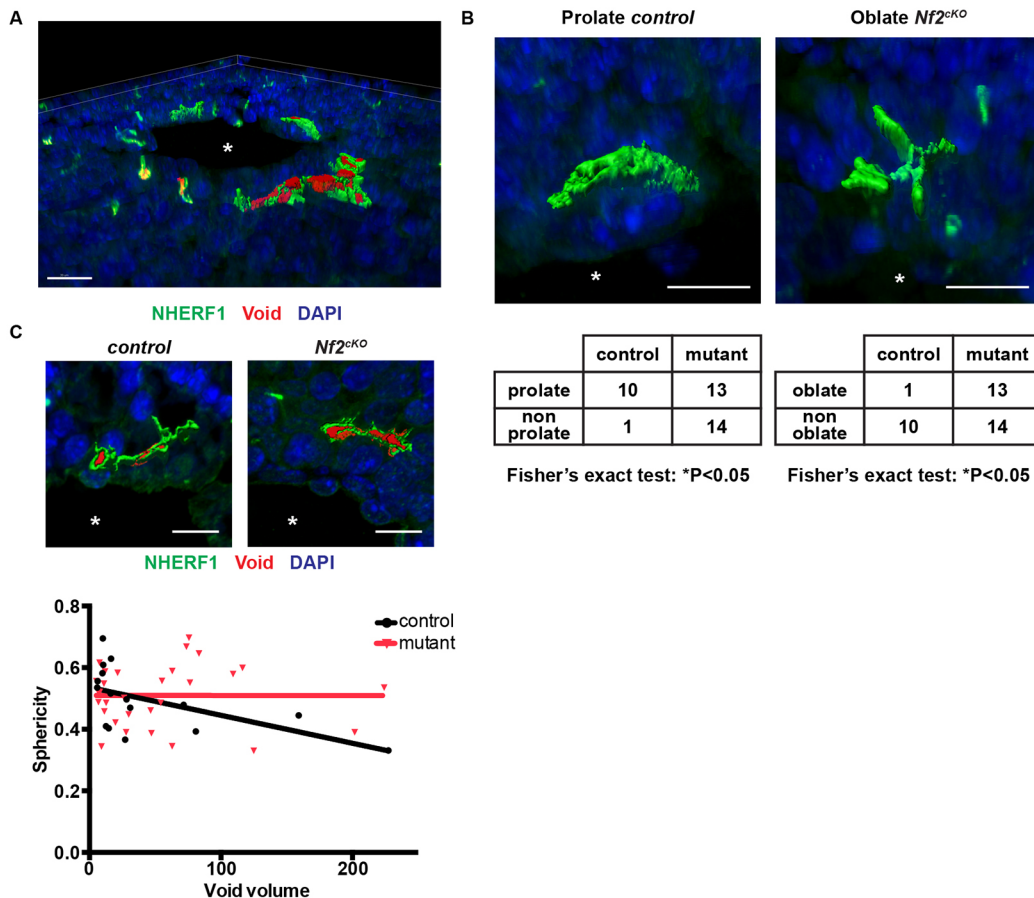 A
NHERF1 Void DAPI
B
Prolate control
Oblate Nf2cKO
*
*
*
control mutant
prolate 10 13
non prolate 1 14
Fisher's exact test: *P<0.05
control mutant
oblate 1 13
non oblate 10 14
Fisher's exact test: *P<0.05
C
control
Nf2cKO
*
*
NHERF1 Void DAPI
control
mutant
Sphericity
0.8
0.6
0.4
0.2
0.0
0 100 200
Void volume